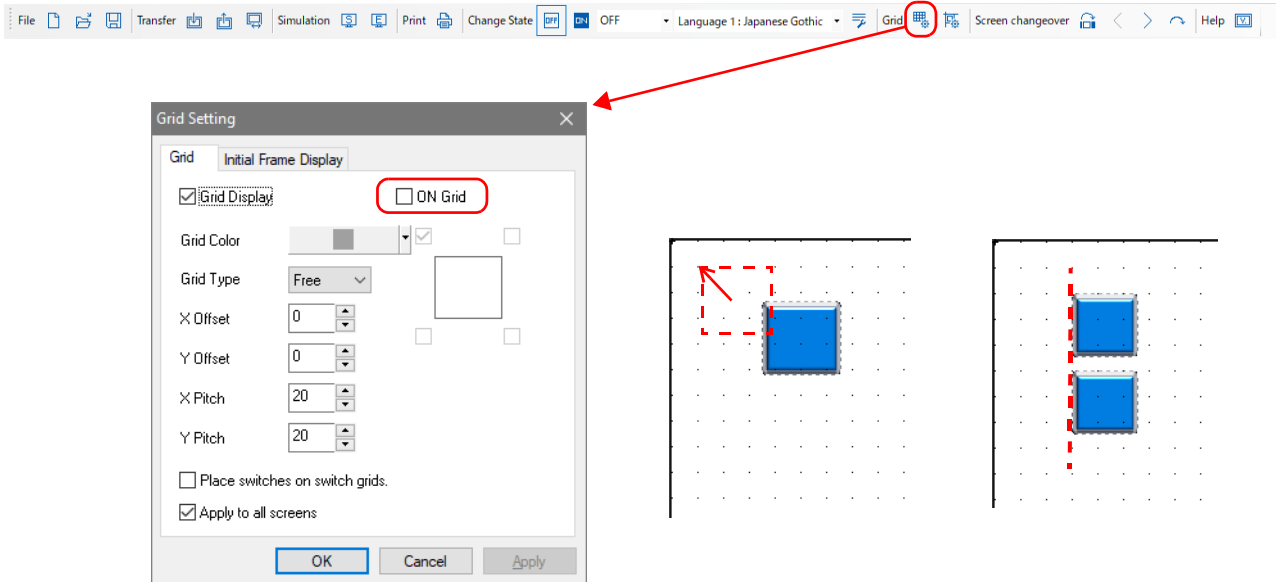 File Transfer Simulation S E Print Change State OFF ON OFF Language 1 : Japanese Gothic Grid Screen changeover Help V
Grid Setting
Grid Initial Frame Display
Grid Display ON Grid
Grid Color
Grid Type Free
X Offset 0
Y Offset 0
X Pitch 20
Y Pitch 20
Place switches on switch grids.
Apply to all screens
OK Cancel Apply